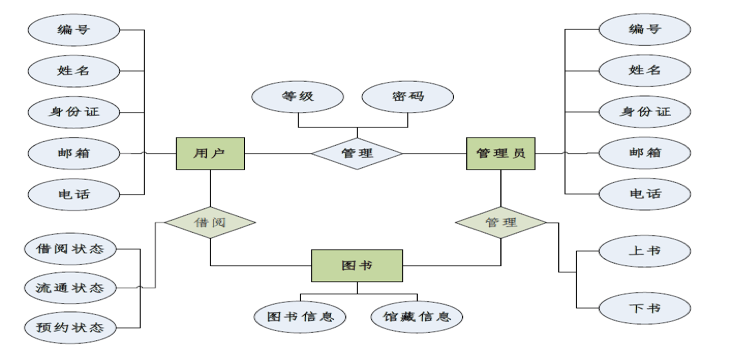 编号
姓名
身份证
邮箱
电话
等级
密码
编号
姓名
身份证
邮箱
电话
用户
管理
管理员
借阅
管理
借阅状态
流通状态
预约状态
图书
图书信息
馆藏信息
上书
下书